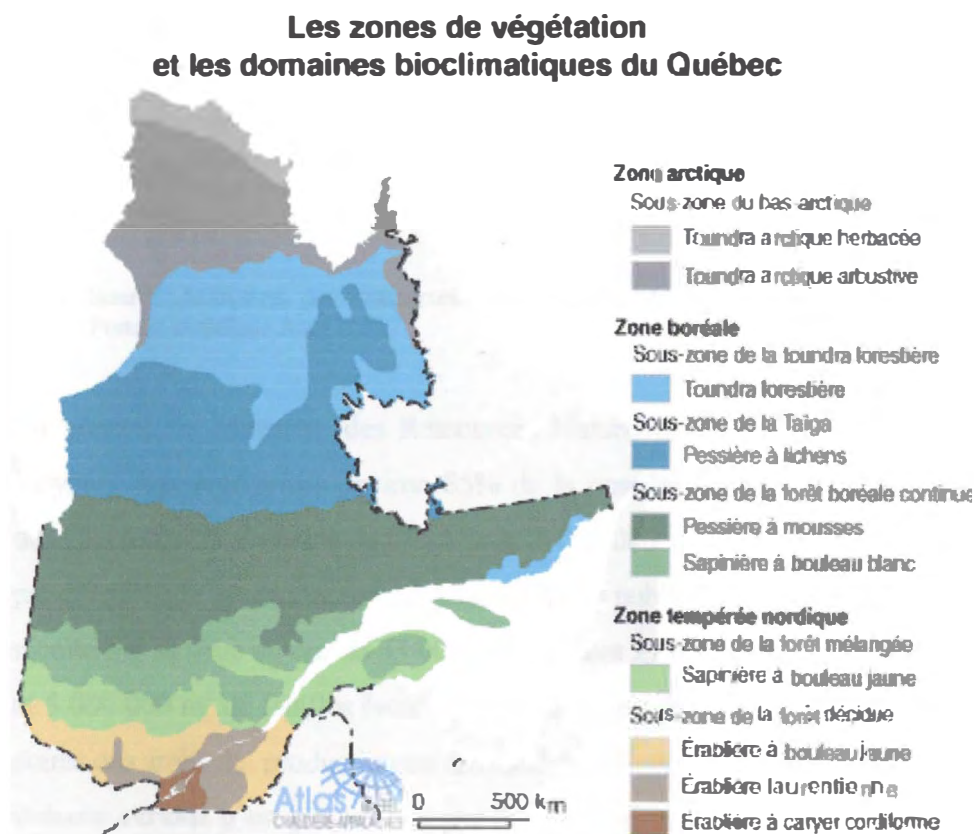 Les zones de végétation
et les domaines bioclimatiques du Québec
Zone arctique
Sous-zone du bas arctique
Toundra arctique herbacée
Toundra arctique arbustive
Zone boréale
Sous-zone de la toundra forestière
Toundra forestière
Sous-zone de la Taïga
Pessière à lichens
Sous-zone de la forêt boréale continue
Pessière à mousses
Sapinière à bouleau blanc
Zone tempérée nordique
Sous-zone de la forêt mélangée
Sapinière à bouleau jaune
Sous-zone de la forêt décidue
Érablière à bouleau jaune
Érablière laurentienne
Érablière à caryer cordiforme
Atlas
0 500 km